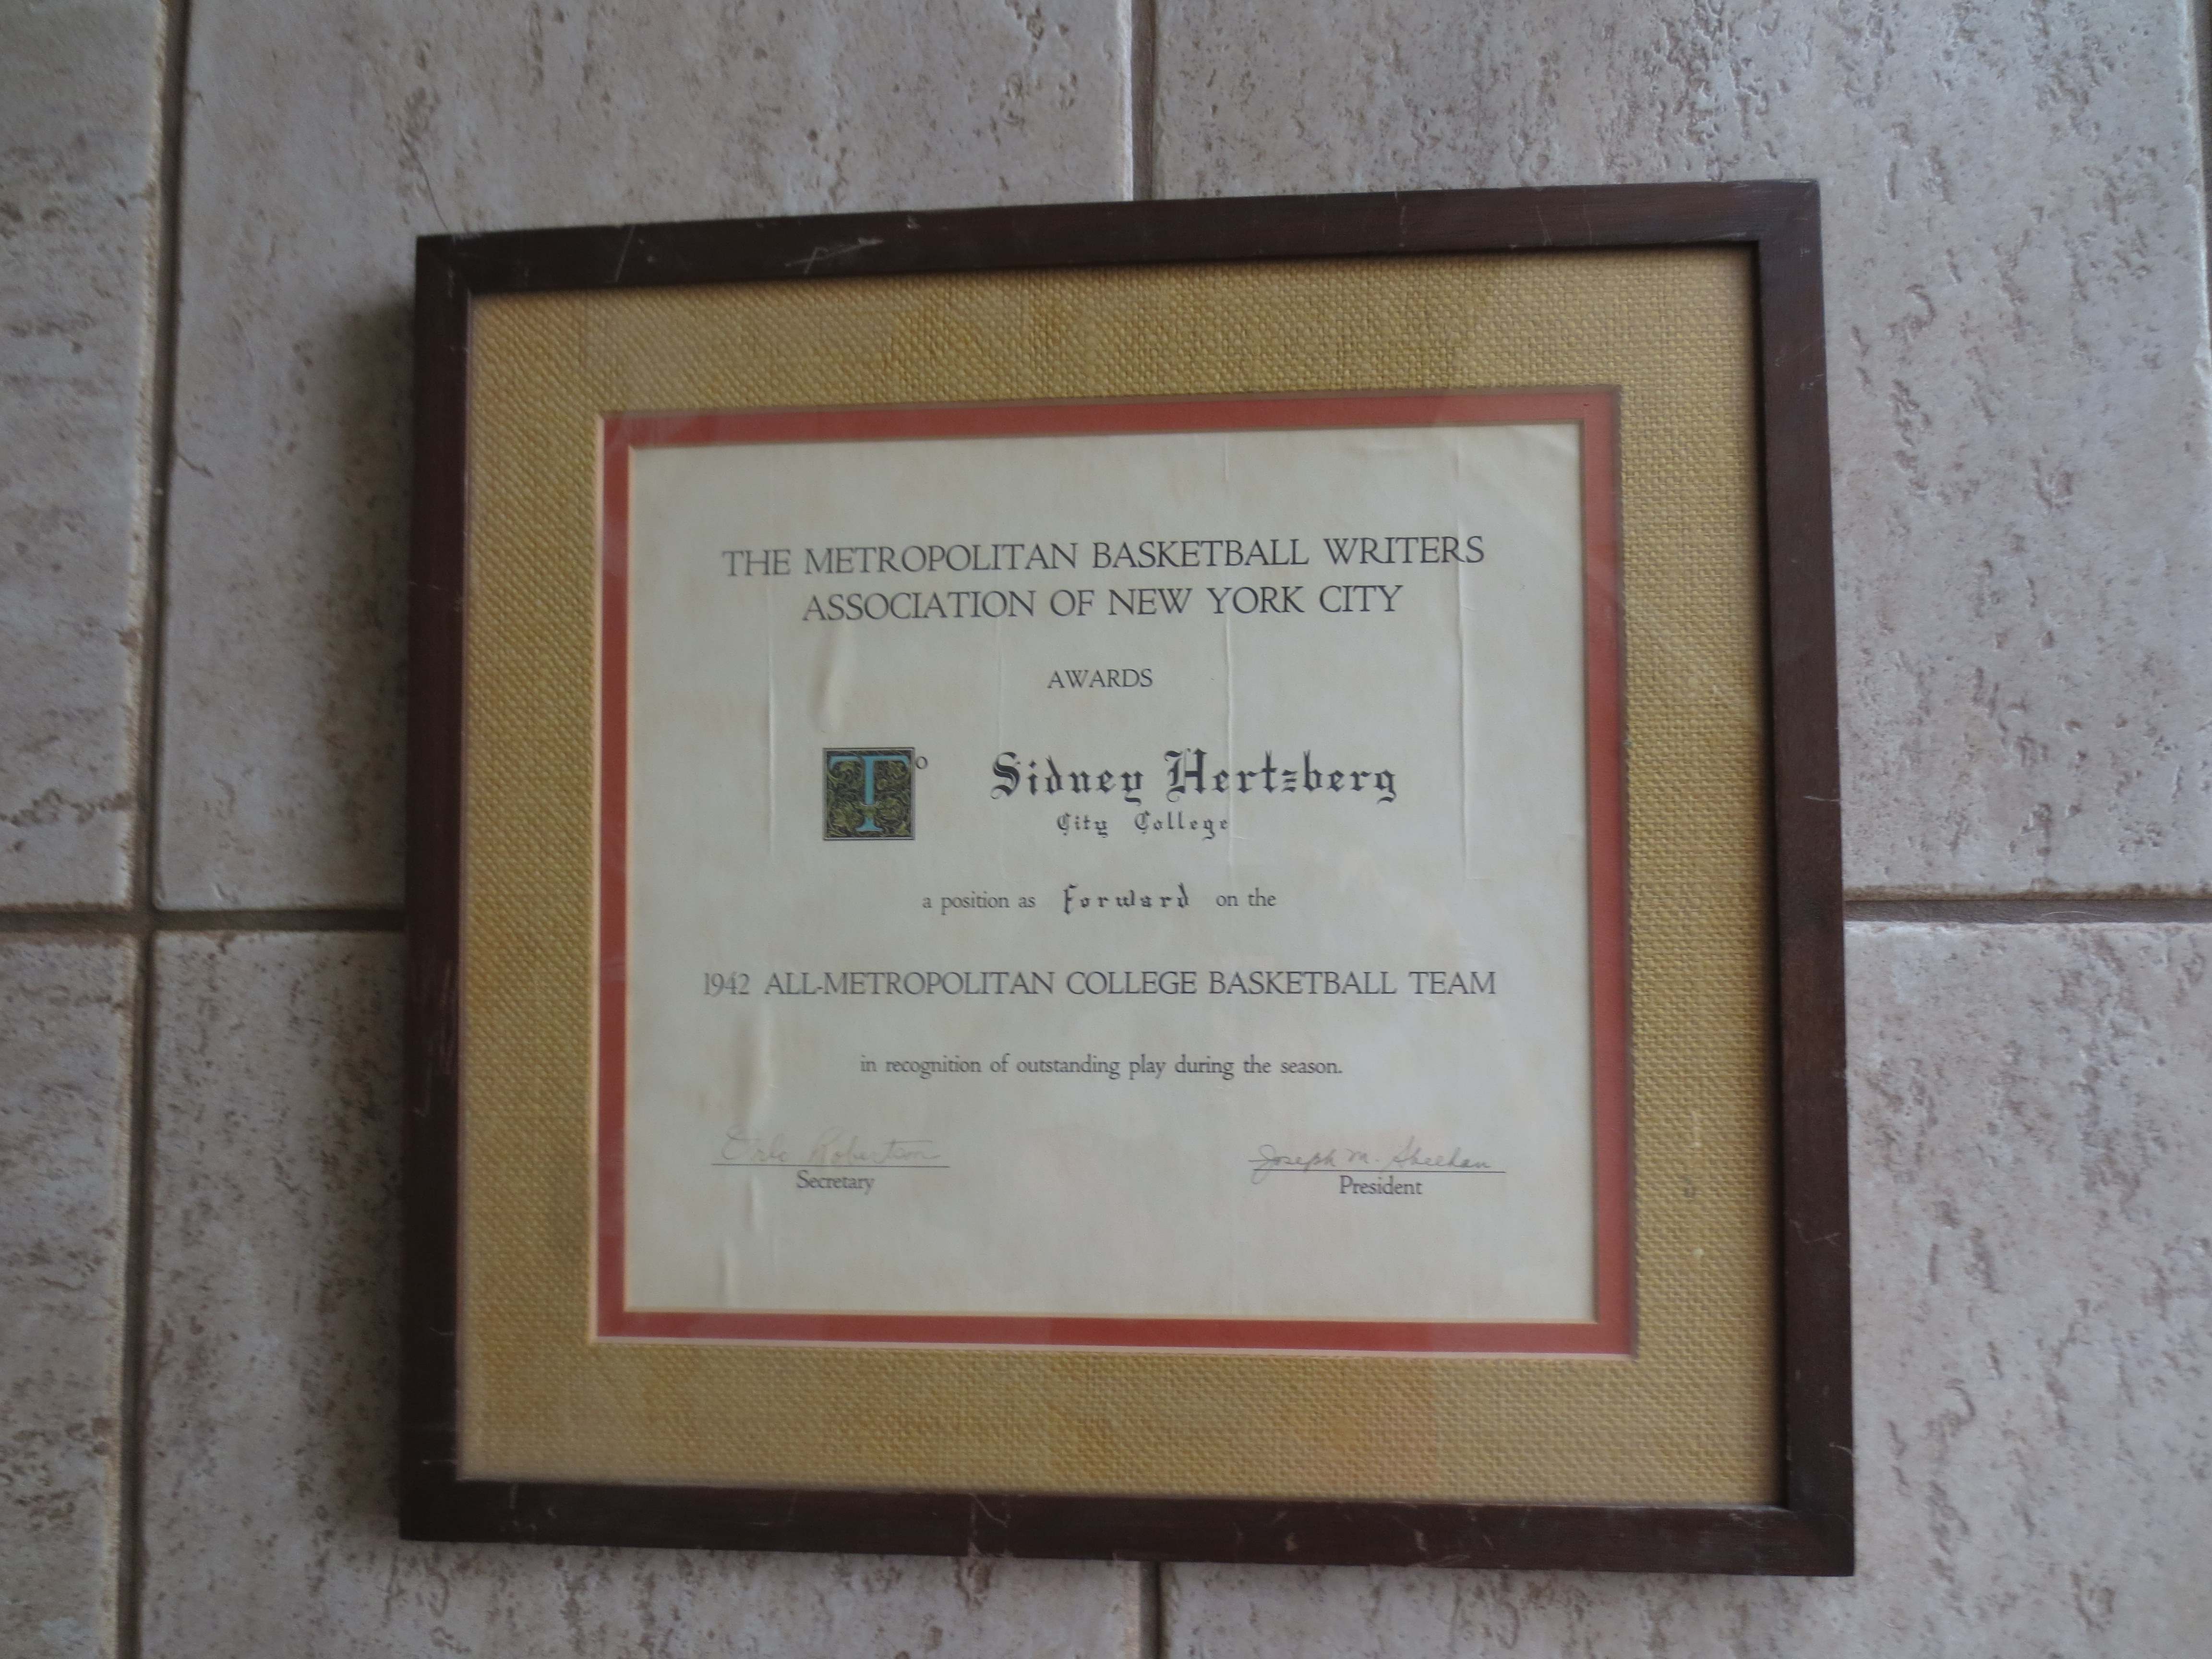 THE METROPOLITAN BASKETBALL WRITERS
ASSOCIATION OF NEW YORK CITY
AWARDS
To Sidney Hertzberg
City College
a position as Forward on the
1942 ALL-METROPOLITAN COLLEGE BASKETBALL TEAM
in recognition of outstanding play during the season.
Orlo Robertson Joseph M. Sheehan
Secretary President